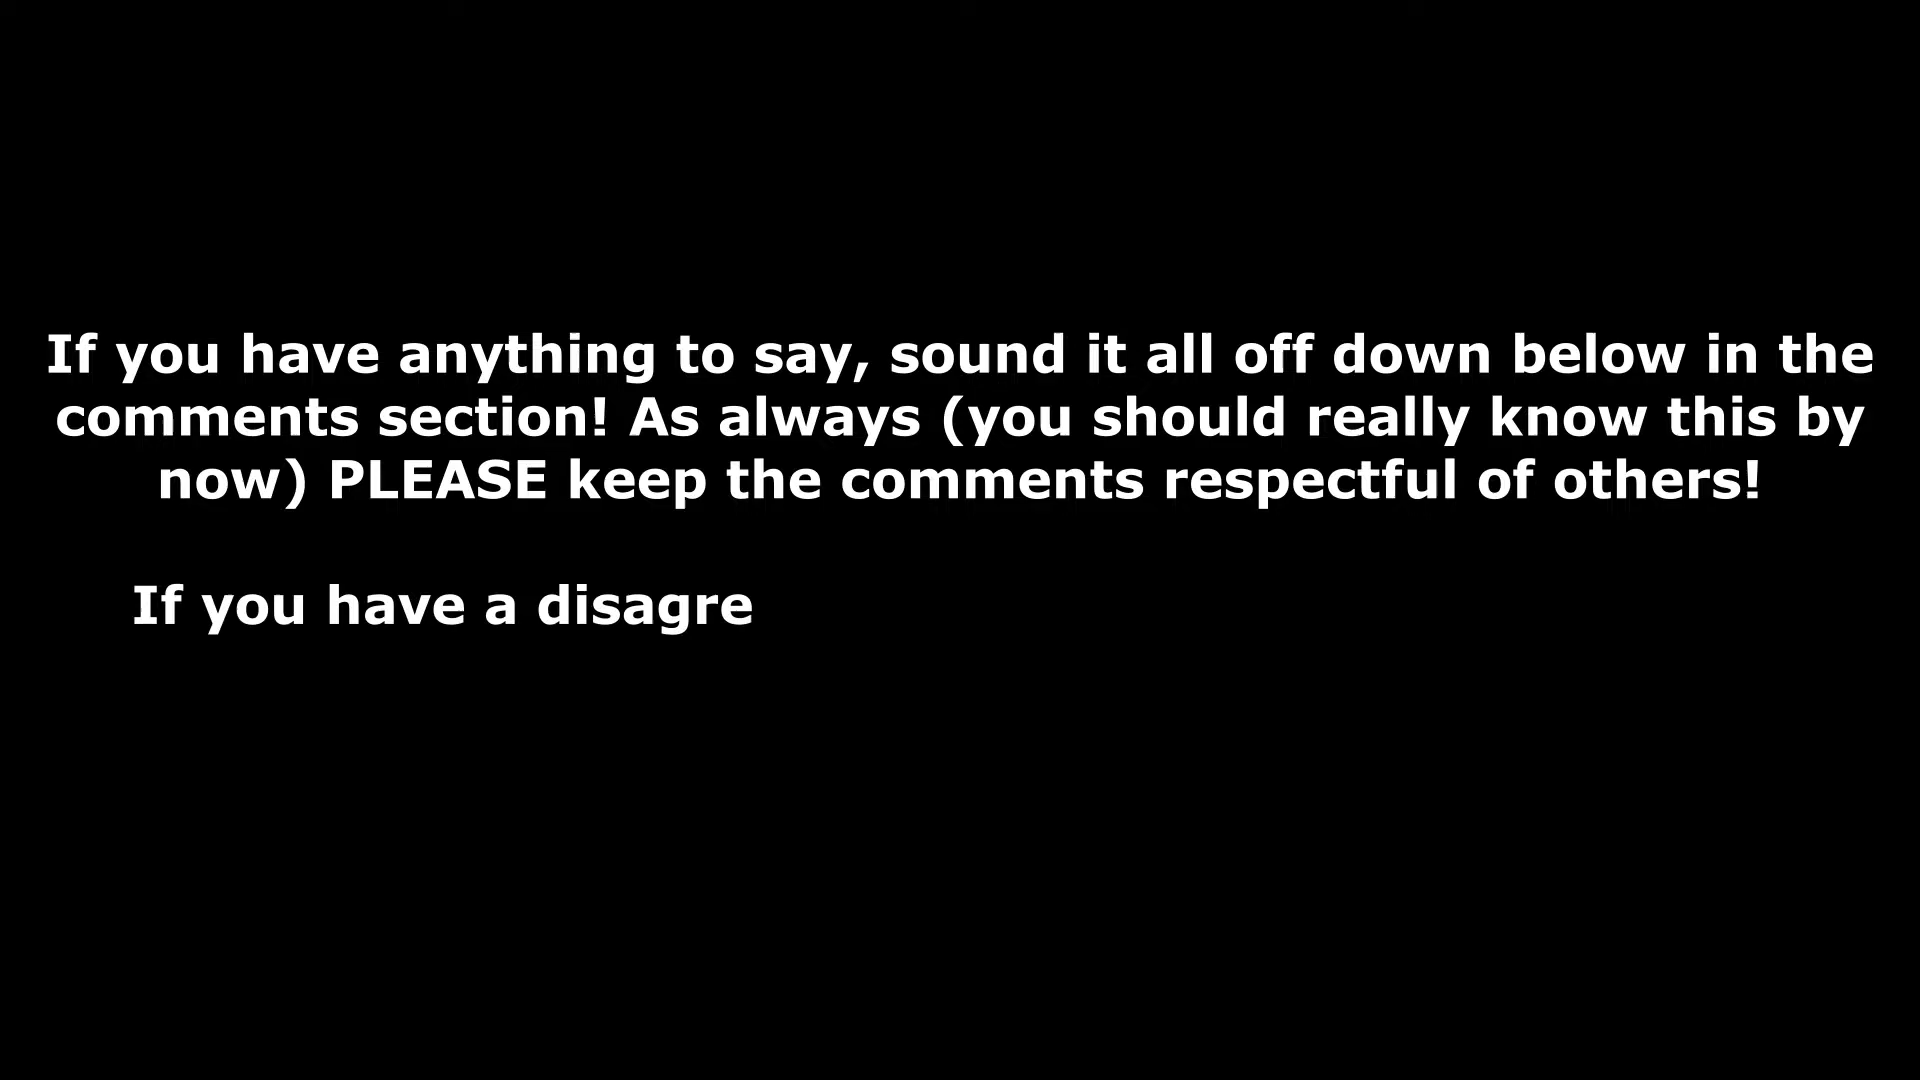 If you have anything to say, sound it all off down below in the
comments section! As always (you should really know this by
now) PLEASE keep the comments respectful of others!
If you have a disagre